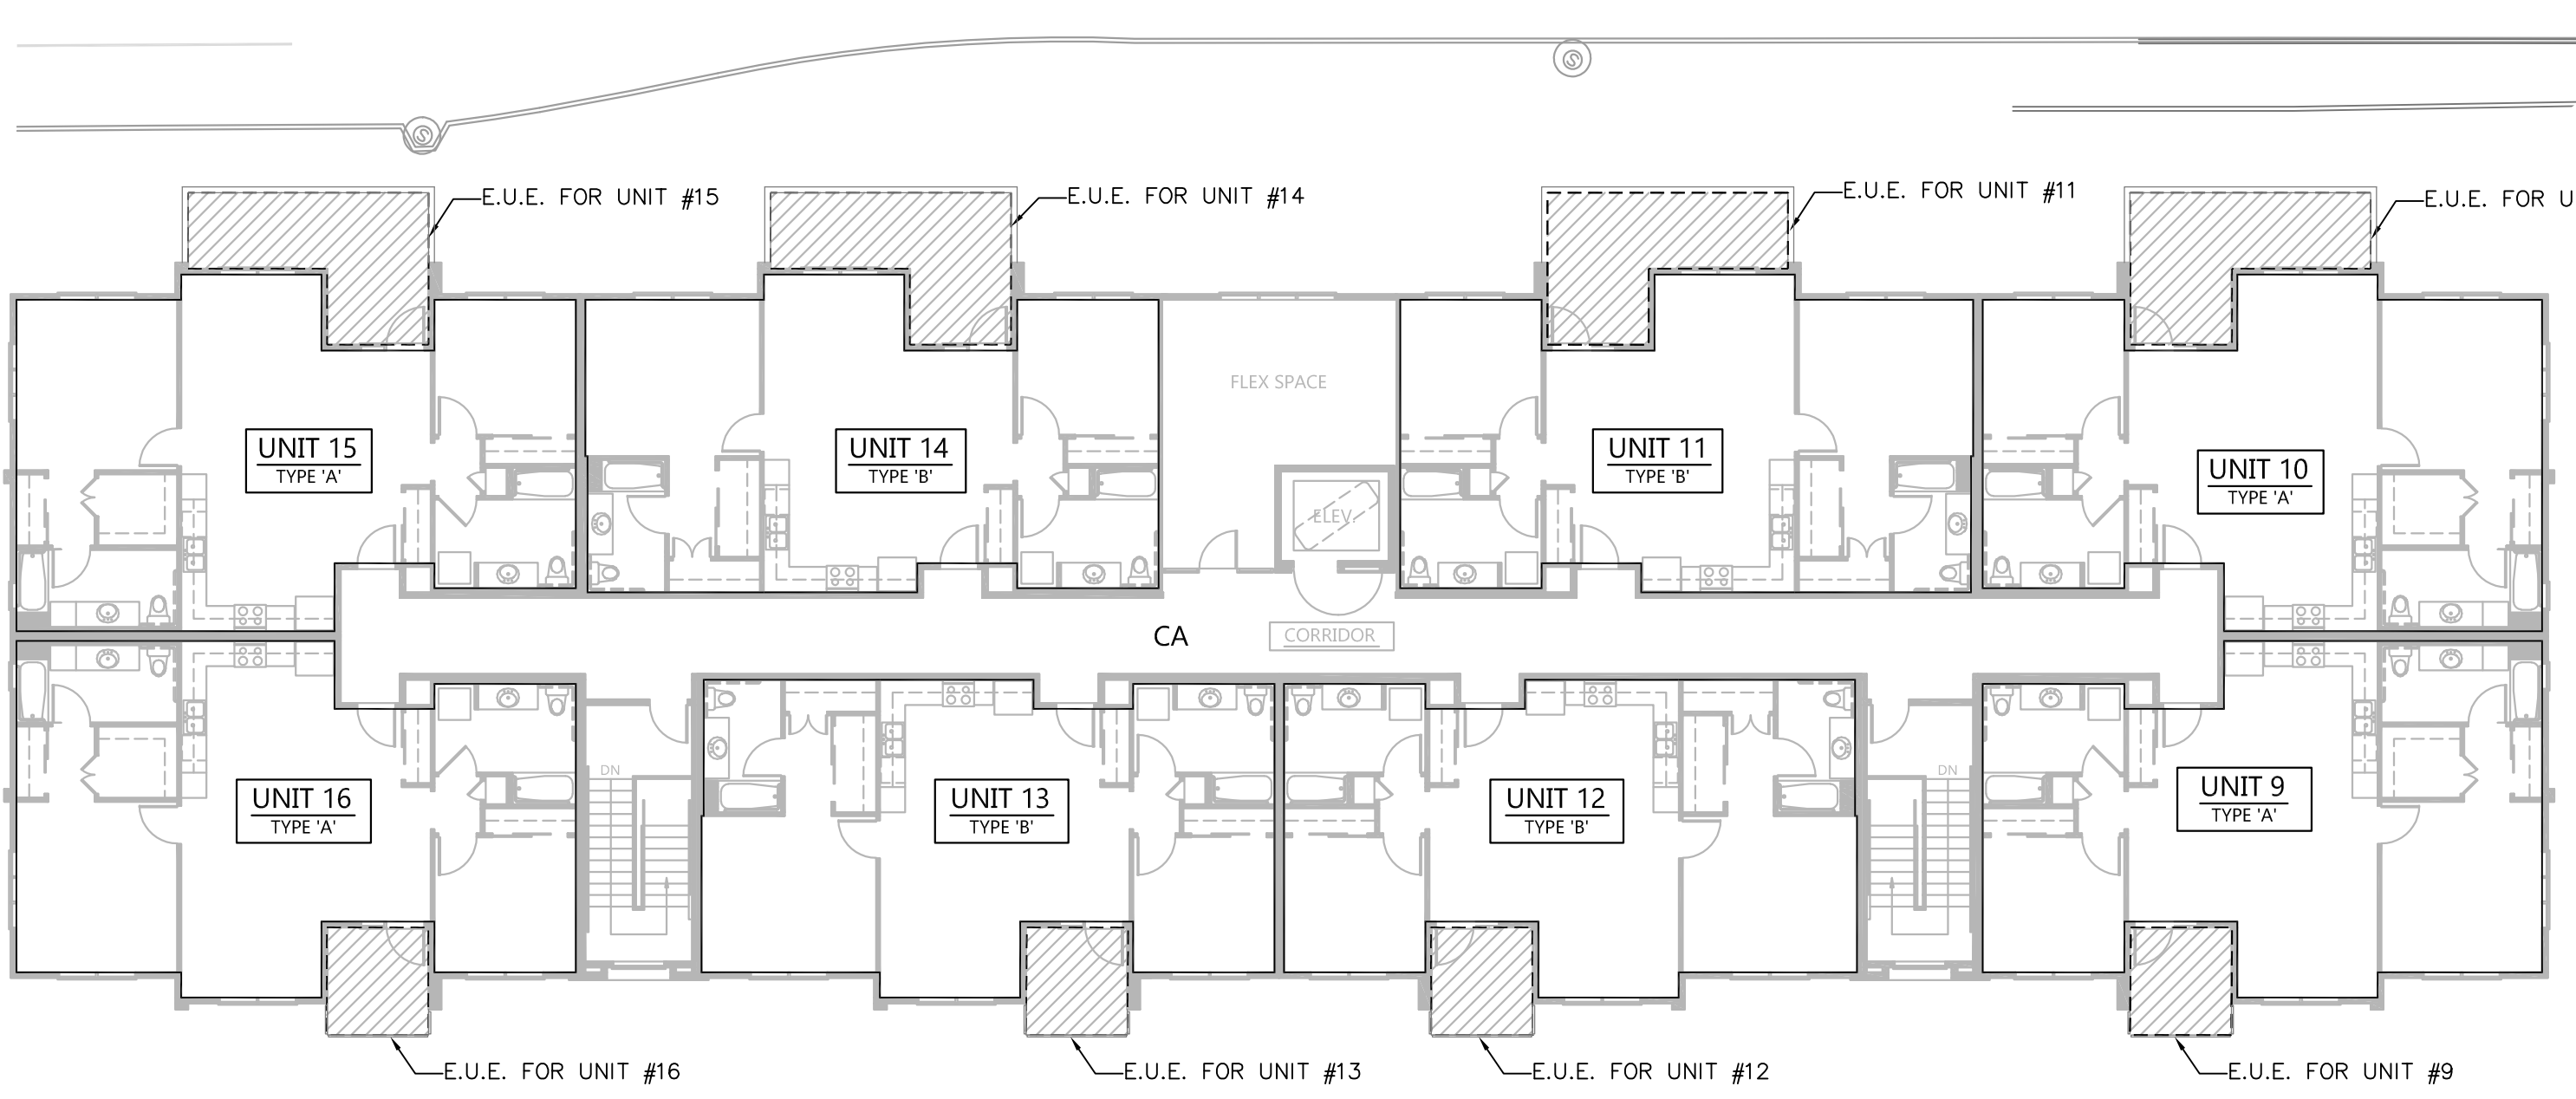 E.U.E. FOR UNIT #15
E.U.E. FOR UNIT #14
E.U.E. FOR UNIT #11
E.U.E. FOR U
S
S
FLEX SPACE
UNIT 15
TYPE 'A'
UNIT 14
TYPE 'B'
UNIT 11
TYPE 'B'
UNIT 10
TYPE 'A'
ELEV.
CA
CORRIDOR
DN
DN
UNIT 16
TYPE 'A'
UNIT 13
TYPE 'B'
UNIT 12
TYPE 'B'
UNIT 9
TYPE 'A'
E.U.E. FOR UNIT #16
E.U.E. FOR UNIT #13
E.U.E. FOR UNIT #12
E.U.E. FOR UNIT #9